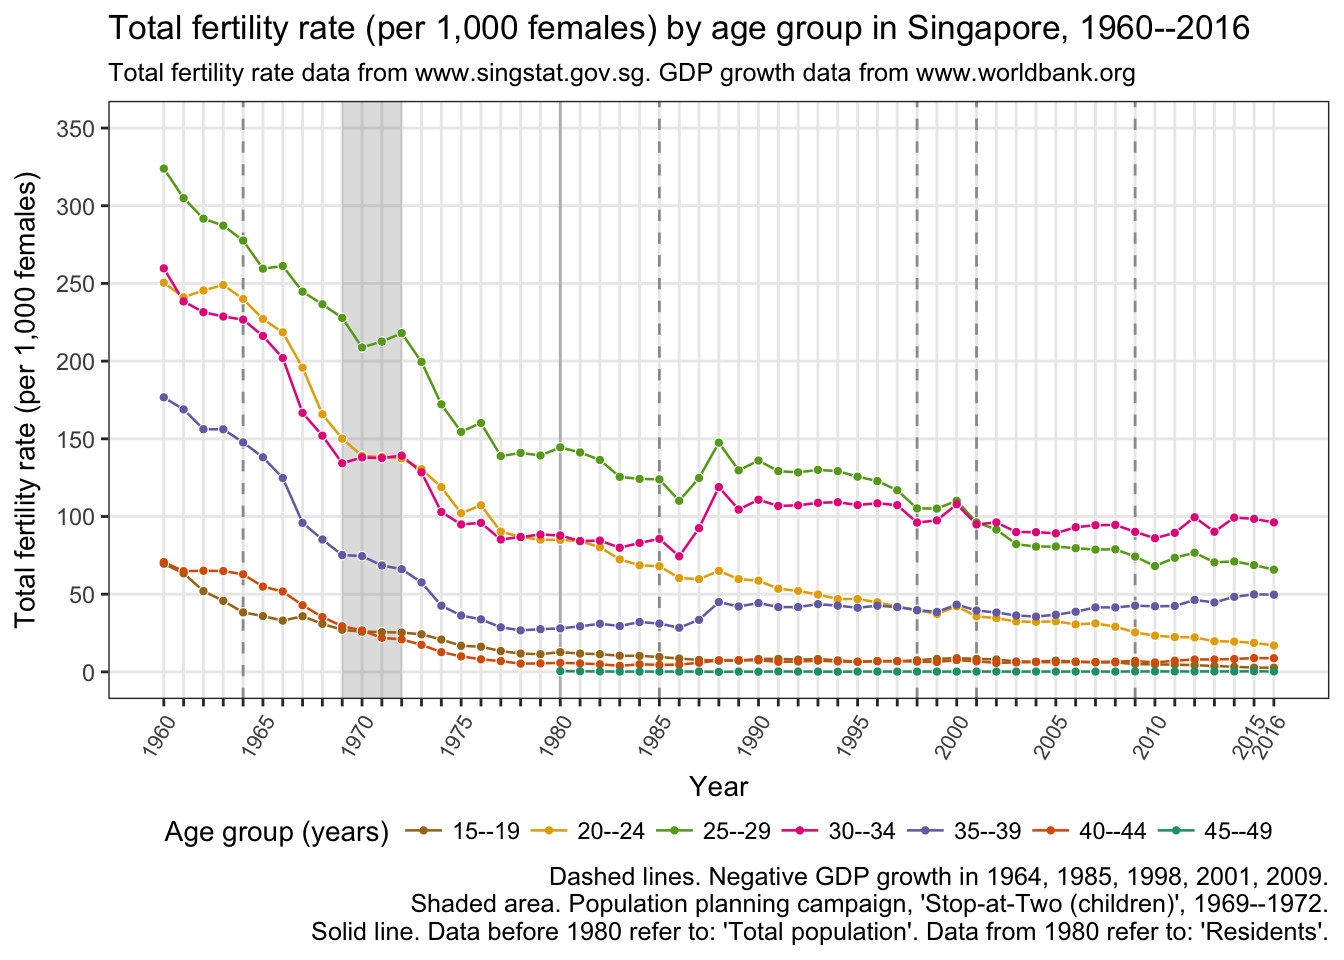 Total fertility rate (per 1,000 females) by age group in Singapore, 1960--2016
Total fertility rate data from www.singstat.gov.sg. GDP growth data from www.worldbank.org
Total fertility rate (per 1,000 females)
350
300
250
200
150
100
50
0
1960
1965
1970
1975
1980
1985
1990
1995
2000
2005
2010
2015
2016
Year
Age group (years) 15--19 20--24 25--29 30--34 35--39 40--44 45--49
Dashed lines. Negative GDP growth in 1964, 1985, 1998, 2001, 2009.
Shaded area. Population planning campaign, 'Stop-at-Two (children)', 1969--1972.
Solid line. Data before 1980 refer to: 'Total population'. Data from 1980 refer to: 'Residents'.